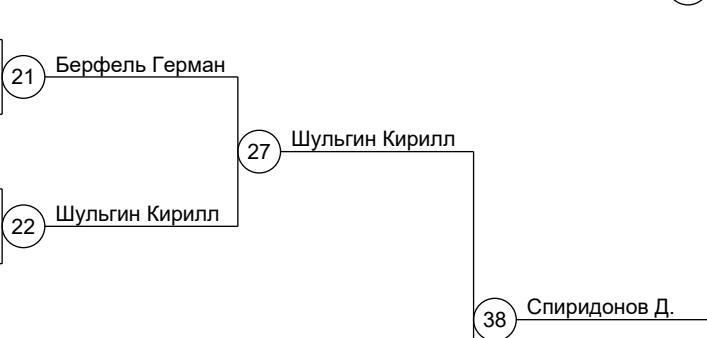 21 Берфель Герман
27 Шульгин Кирилл
22 Шульгин Кирилл
38 Спиридонов Д.